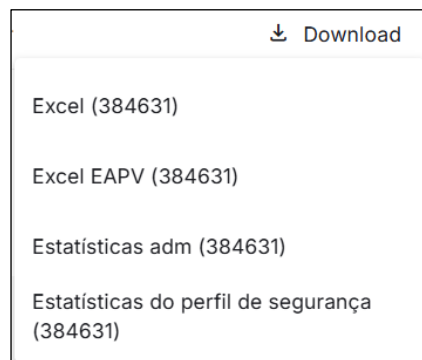 Download
Excel (384631)
Excel EAPV (384631)
Estatísticas adm (384631)
Estatísticas do perfil de segurança
(384631)